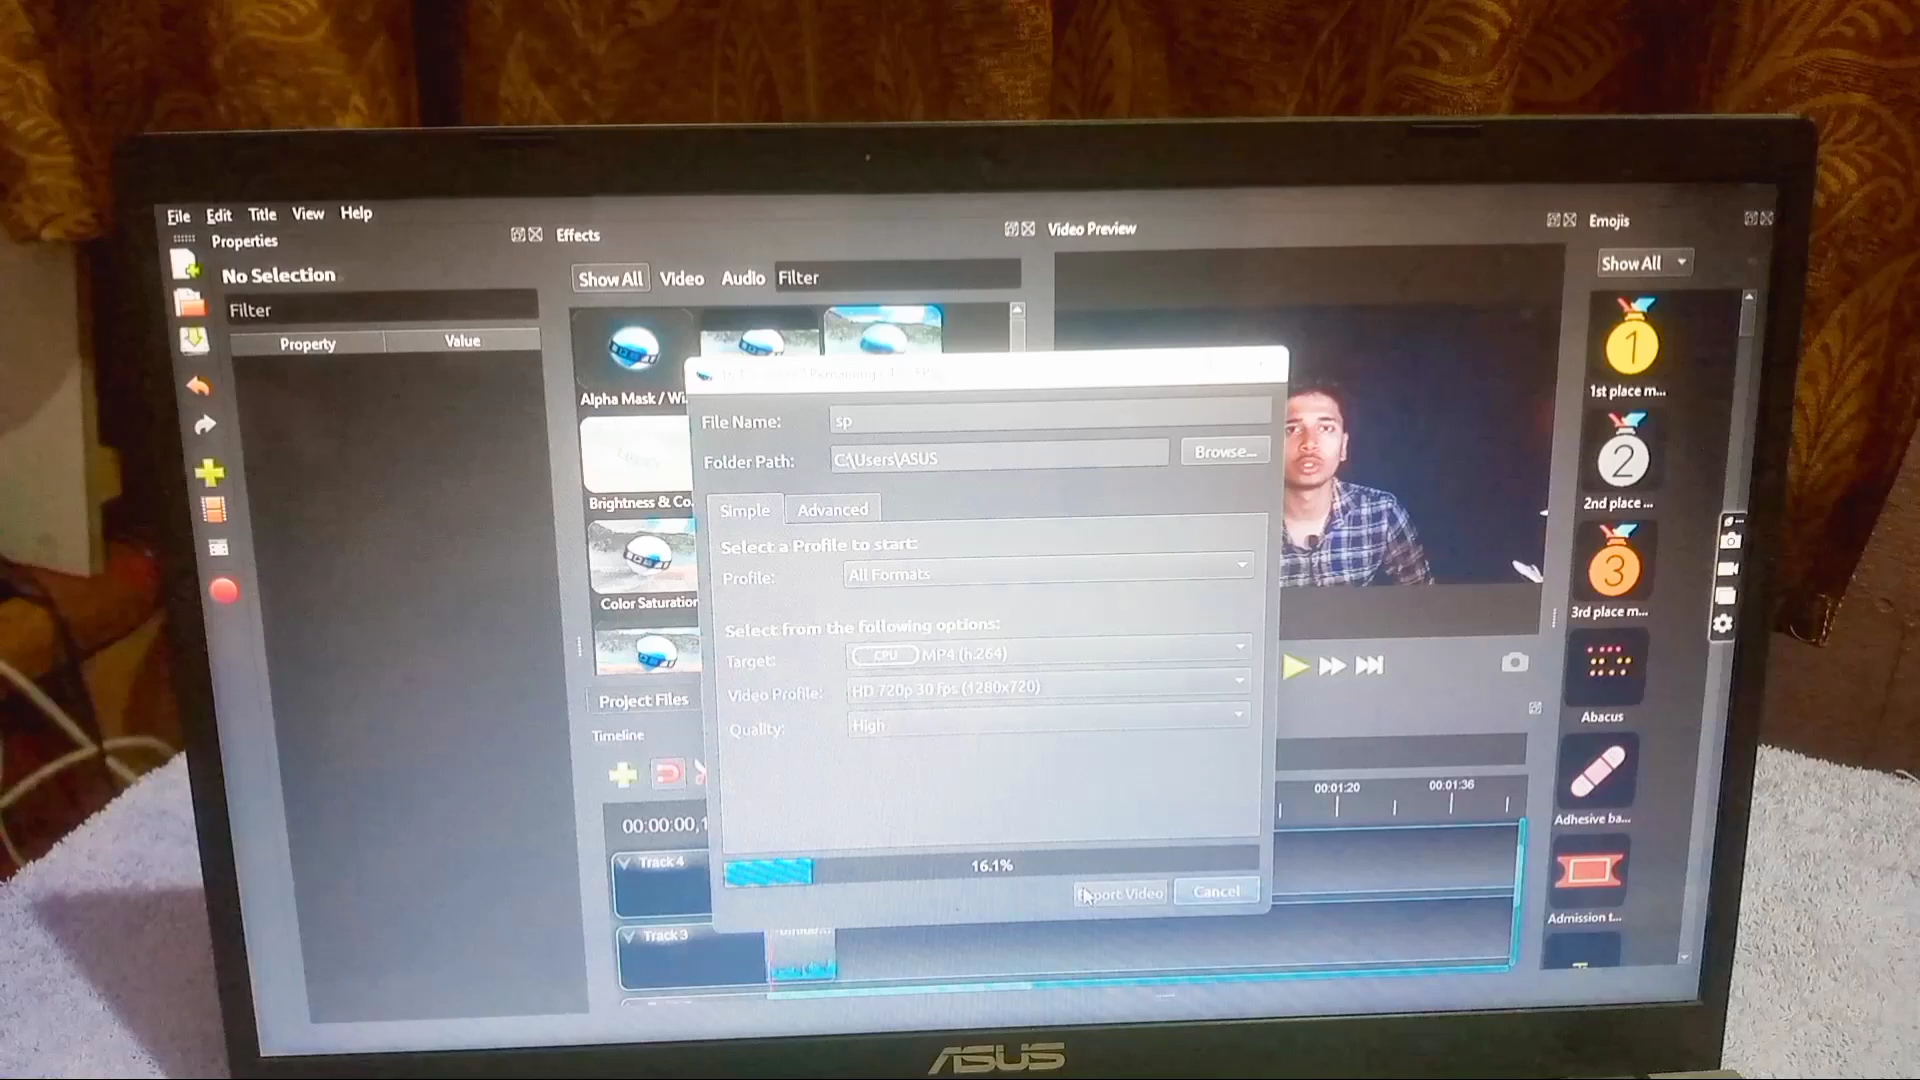 File Edit Title View Help
Properties
No Selection
Filter
Property Value
Effects
Show All Video Audio Filter
Alpha Mask / Wi...
Brightness & Co...
Color Saturation
Project Files
Timeline
00:00:00,1
Track 4
Track 3
File Name: sp
Folder Path: C:\Users\ASUS Browse...
Simple Advanced
Select a Profile to start:
Profile: All Formats
Select from the following options:
Target: CPU MP4 (h.264)
Video Profile: HD 720p 30 fps (1280x720)
Quality: High
16.1%
Export Video Cancel
Video Preview
00:01:20 00:01:36
Emojis
Show All
1
1st place m...
2
2nd place ...
3
3rd place m...
Abacus
Adhesive ba...
Admission t...
ASUS